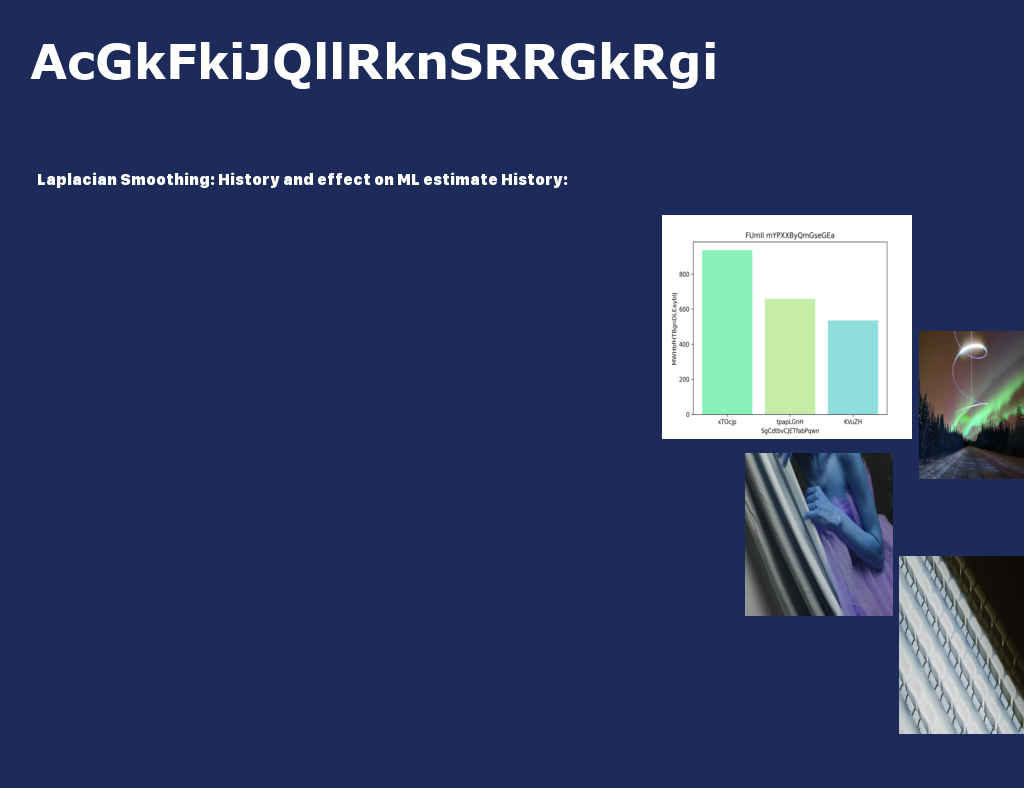 AcGkFkiJQllRknSRRGkRgi
Laplacian Smoothing: History and effect on ML estimate History:
FUmlI mYPXXByQmGseGEa
800
600
400
200
0
MWHbfHTBgnDLEaybIJ
xTOcjp tpapLGnH KVuZH
SgCdtbvCJETfabPqwn